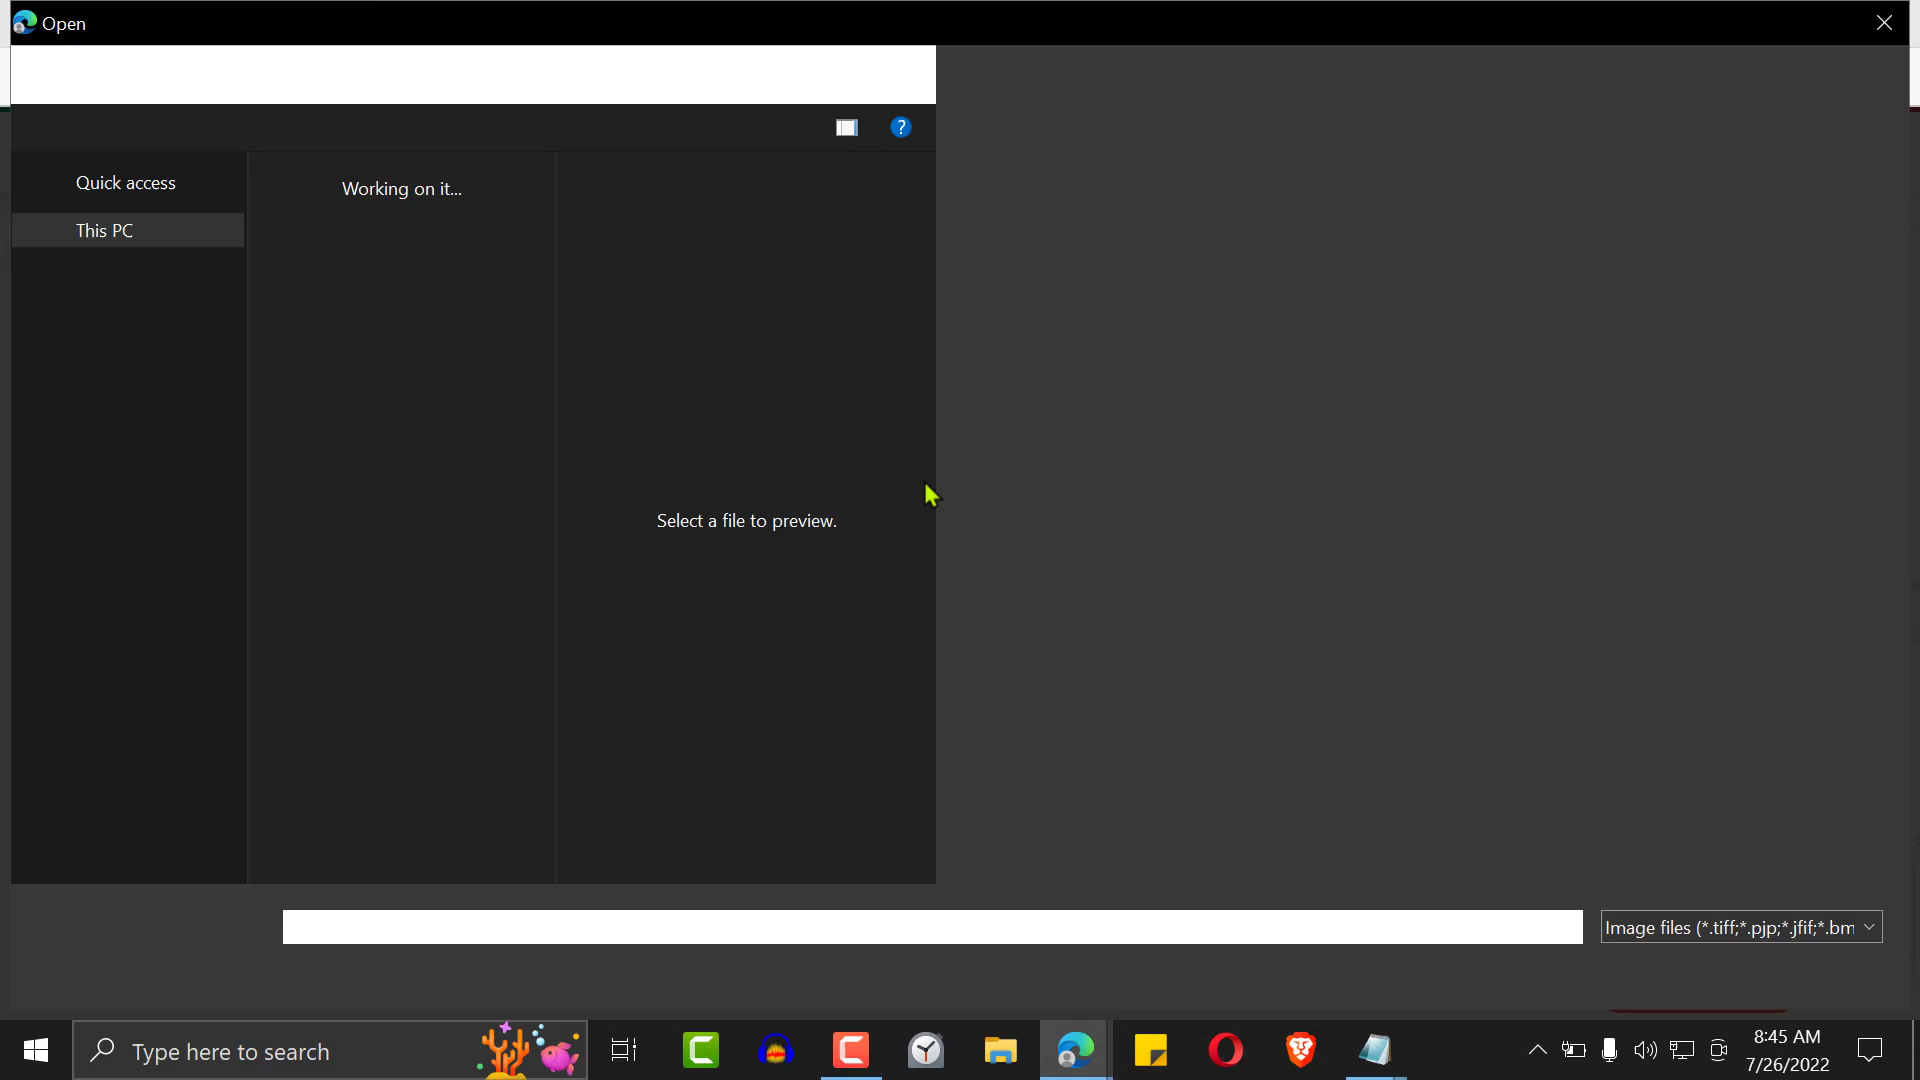 Open
?
Quick access
Working on it...
This PC
Select a file to preview.
Image files (*.tiff;*.pjp;*.jfif;*.bm
Type here to search
8:45 AM
7/26/2022